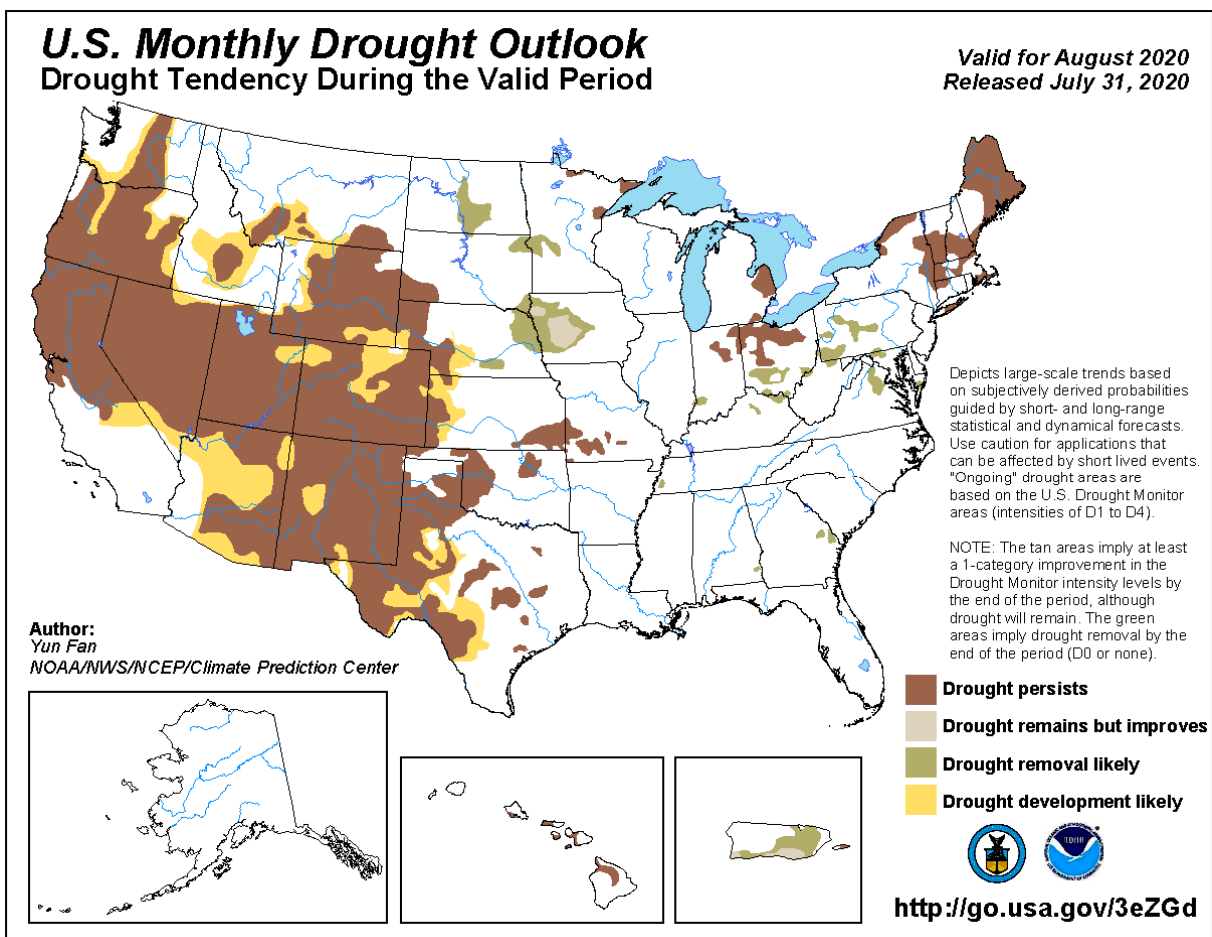 U.S. Monthly Drought Outlook
Drought Tendency During the Valid Period
Valid for August 2020
Released July 31, 2020
Depicts large-scale trends based
on subjectively derived probabilities
guided by short- and long-range
statistical and dynamical forecasts.
Use caution for applications that
can be affected by short lived events.
"Ongoing" drought areas are
based on the U.S. Drought Monitor
areas (intensities of D1 to D4).
NOTE: The tan areas imply at least
a 1-category improvement in the
Drought Monitor intensity levels by
the end of the period, although
drought will remain. The green
areas imply drought removal by the
end of the period (D0 or none).
Author:
Yun Fan
NOAA/NWS/NCEP/Climate Prediction Center
Drought persists
Drought remains but improves
Drought removal likely
Drought development likely
noaa
http://go.usa.gov/3eZGd